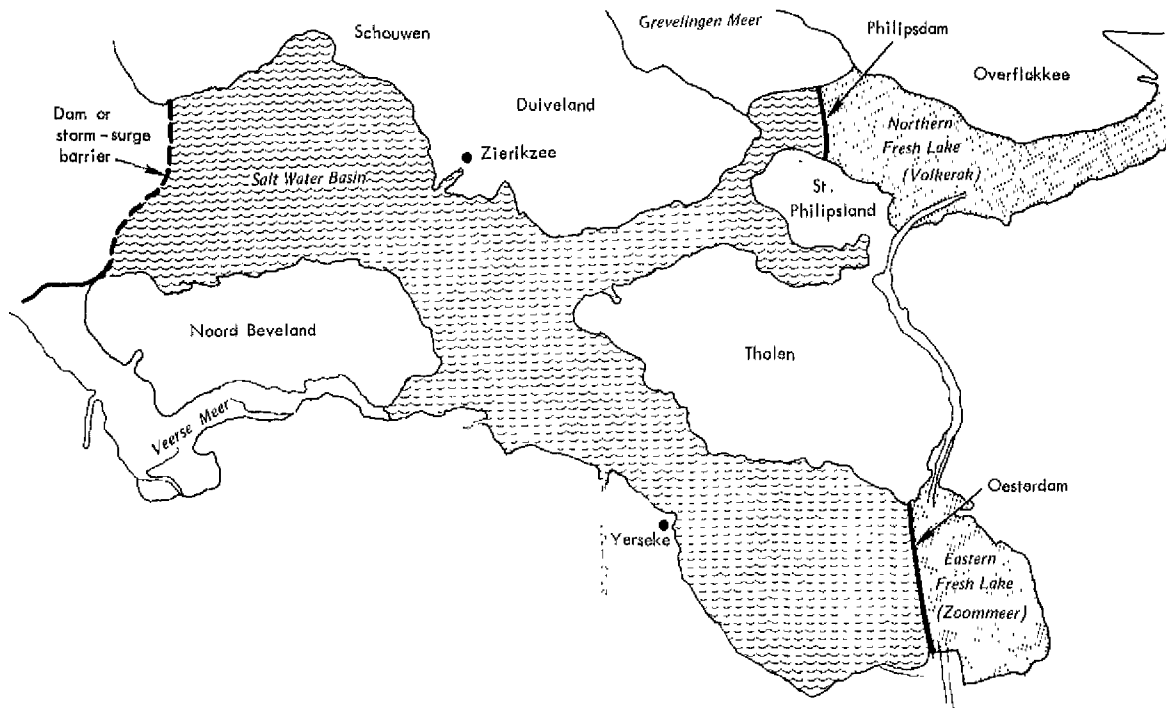 Schouwen
Grevelingen Meer
Philipsdam
Overflakkee
Duiveland
Dam or
storm-surge
barrier
Zierikzee
Northern
Fresh Lake
(Volkerak)
Salt Water Basin
St.
Philipsland
Noord Beveland
Tholen
Veerse Meer
Oesterdam
Yerseke
Eastern
Fresh Lake
(Zoommeer)